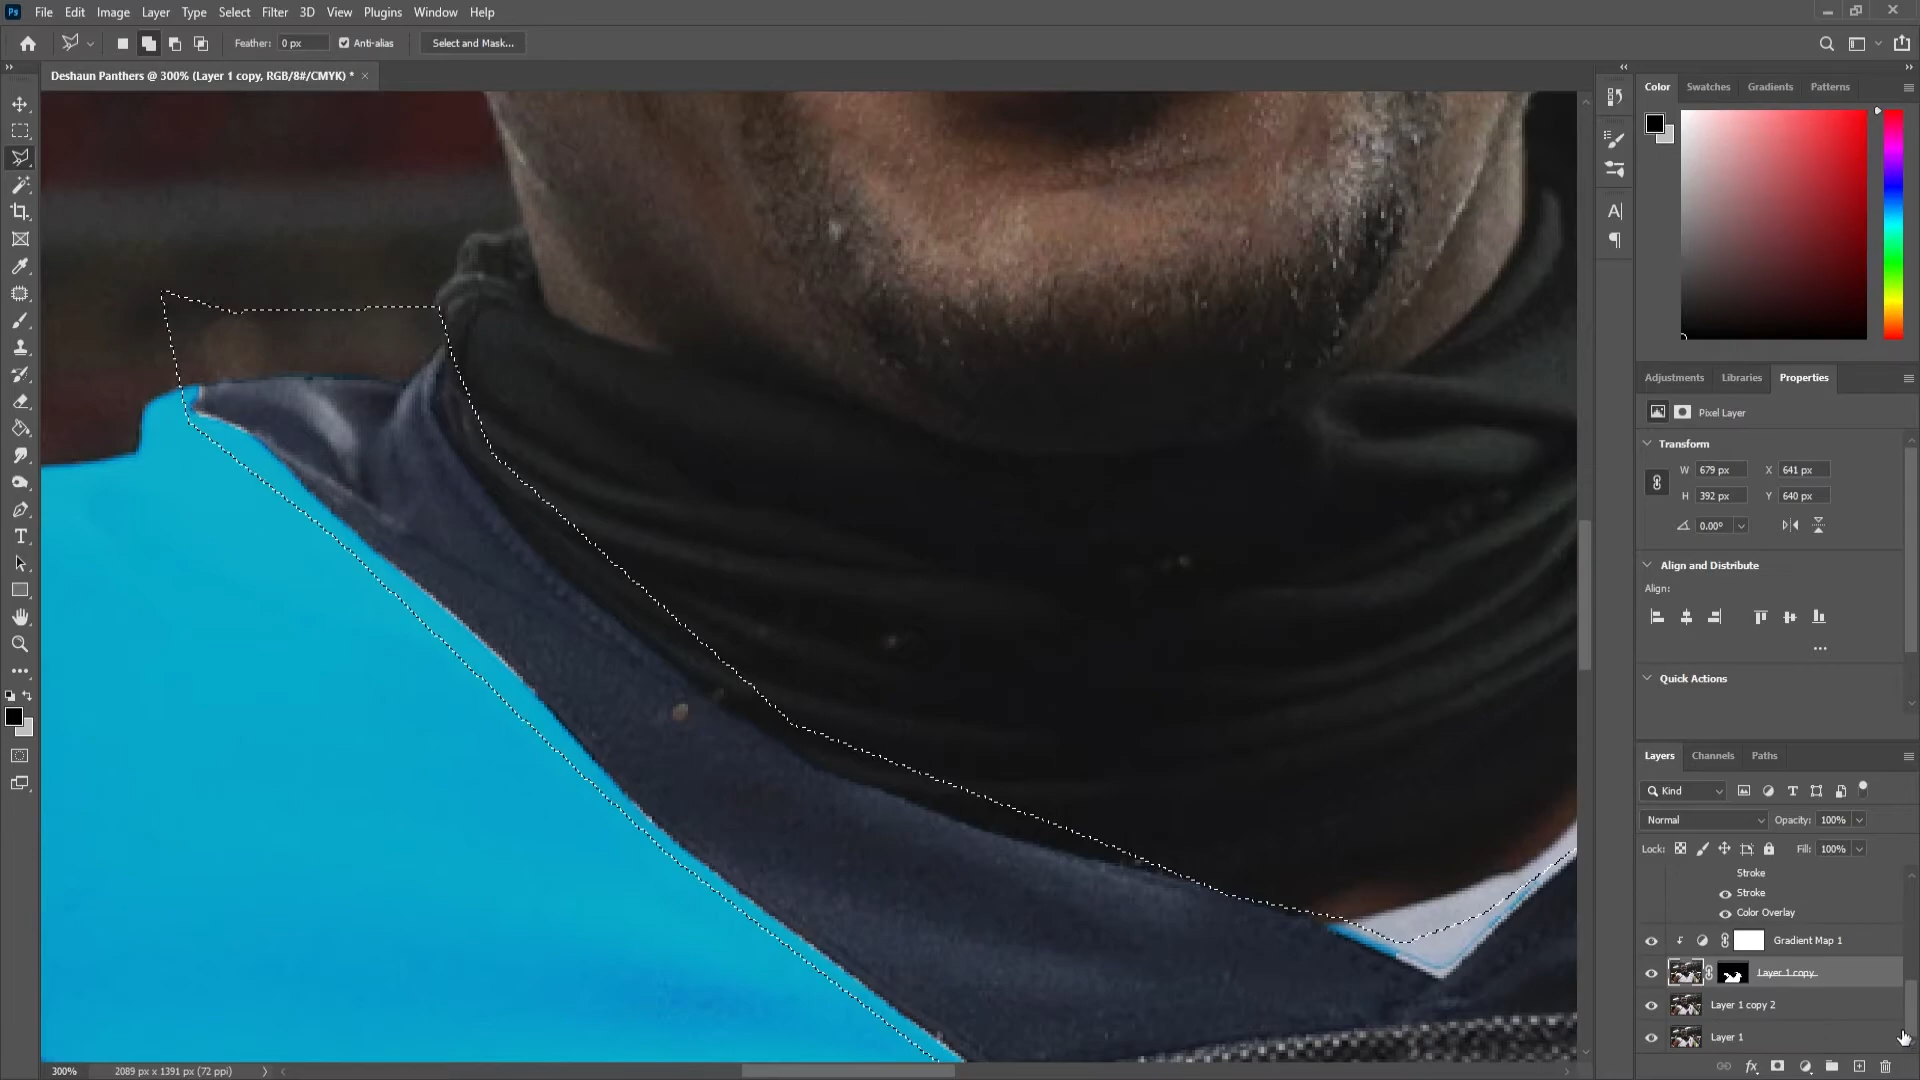 Ps File Edit Image Layer Type Select Filter 3D View Plugins Window Help
Feather: 0 px Anti-alias Select and Mask...
Deshaun Panthers @ 300% (Layer 1 copy, RGB/8#/CMYK) * ×
Color Swatches Gradients Patterns
Adjustments Libraries Properties
Pixel Layer
Transform
W 679 px X 641 px
H 392 px Y 640 px
0.00°
Align and Distribute
Align:
Quick Actions
Layers Channels Paths
Kind
Normal Opacity: 100%
Lock: Fill: 100%
Stroke
Stroke
Color Overlay
Gradient Map 1
Layer 1 copy
Layer 1 copy 2
Layer 1
fx
300% 2089 px x 1391 px (72 ppi)